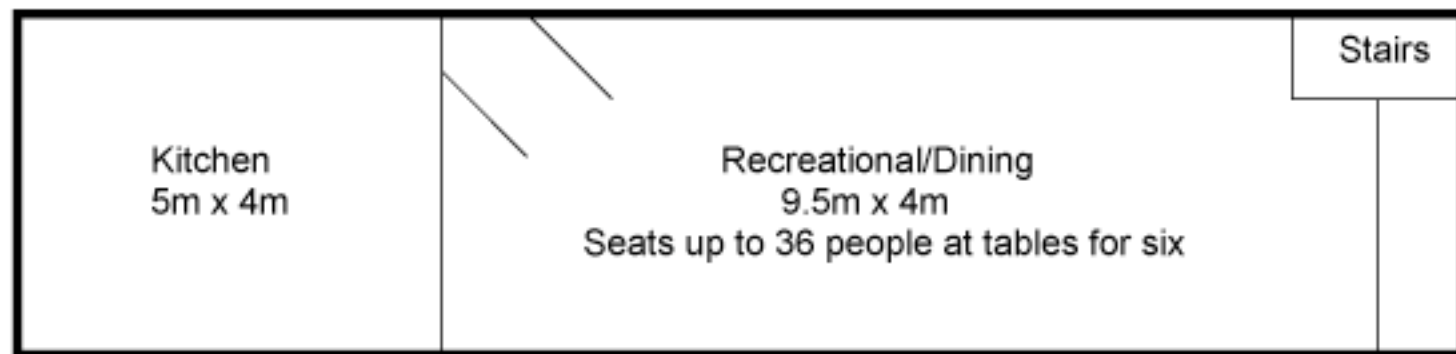 Stairs
Kitchen
5m x 4m
Recreational/Dining
9.5m x 4m
Seats up to 36 people at tables for six